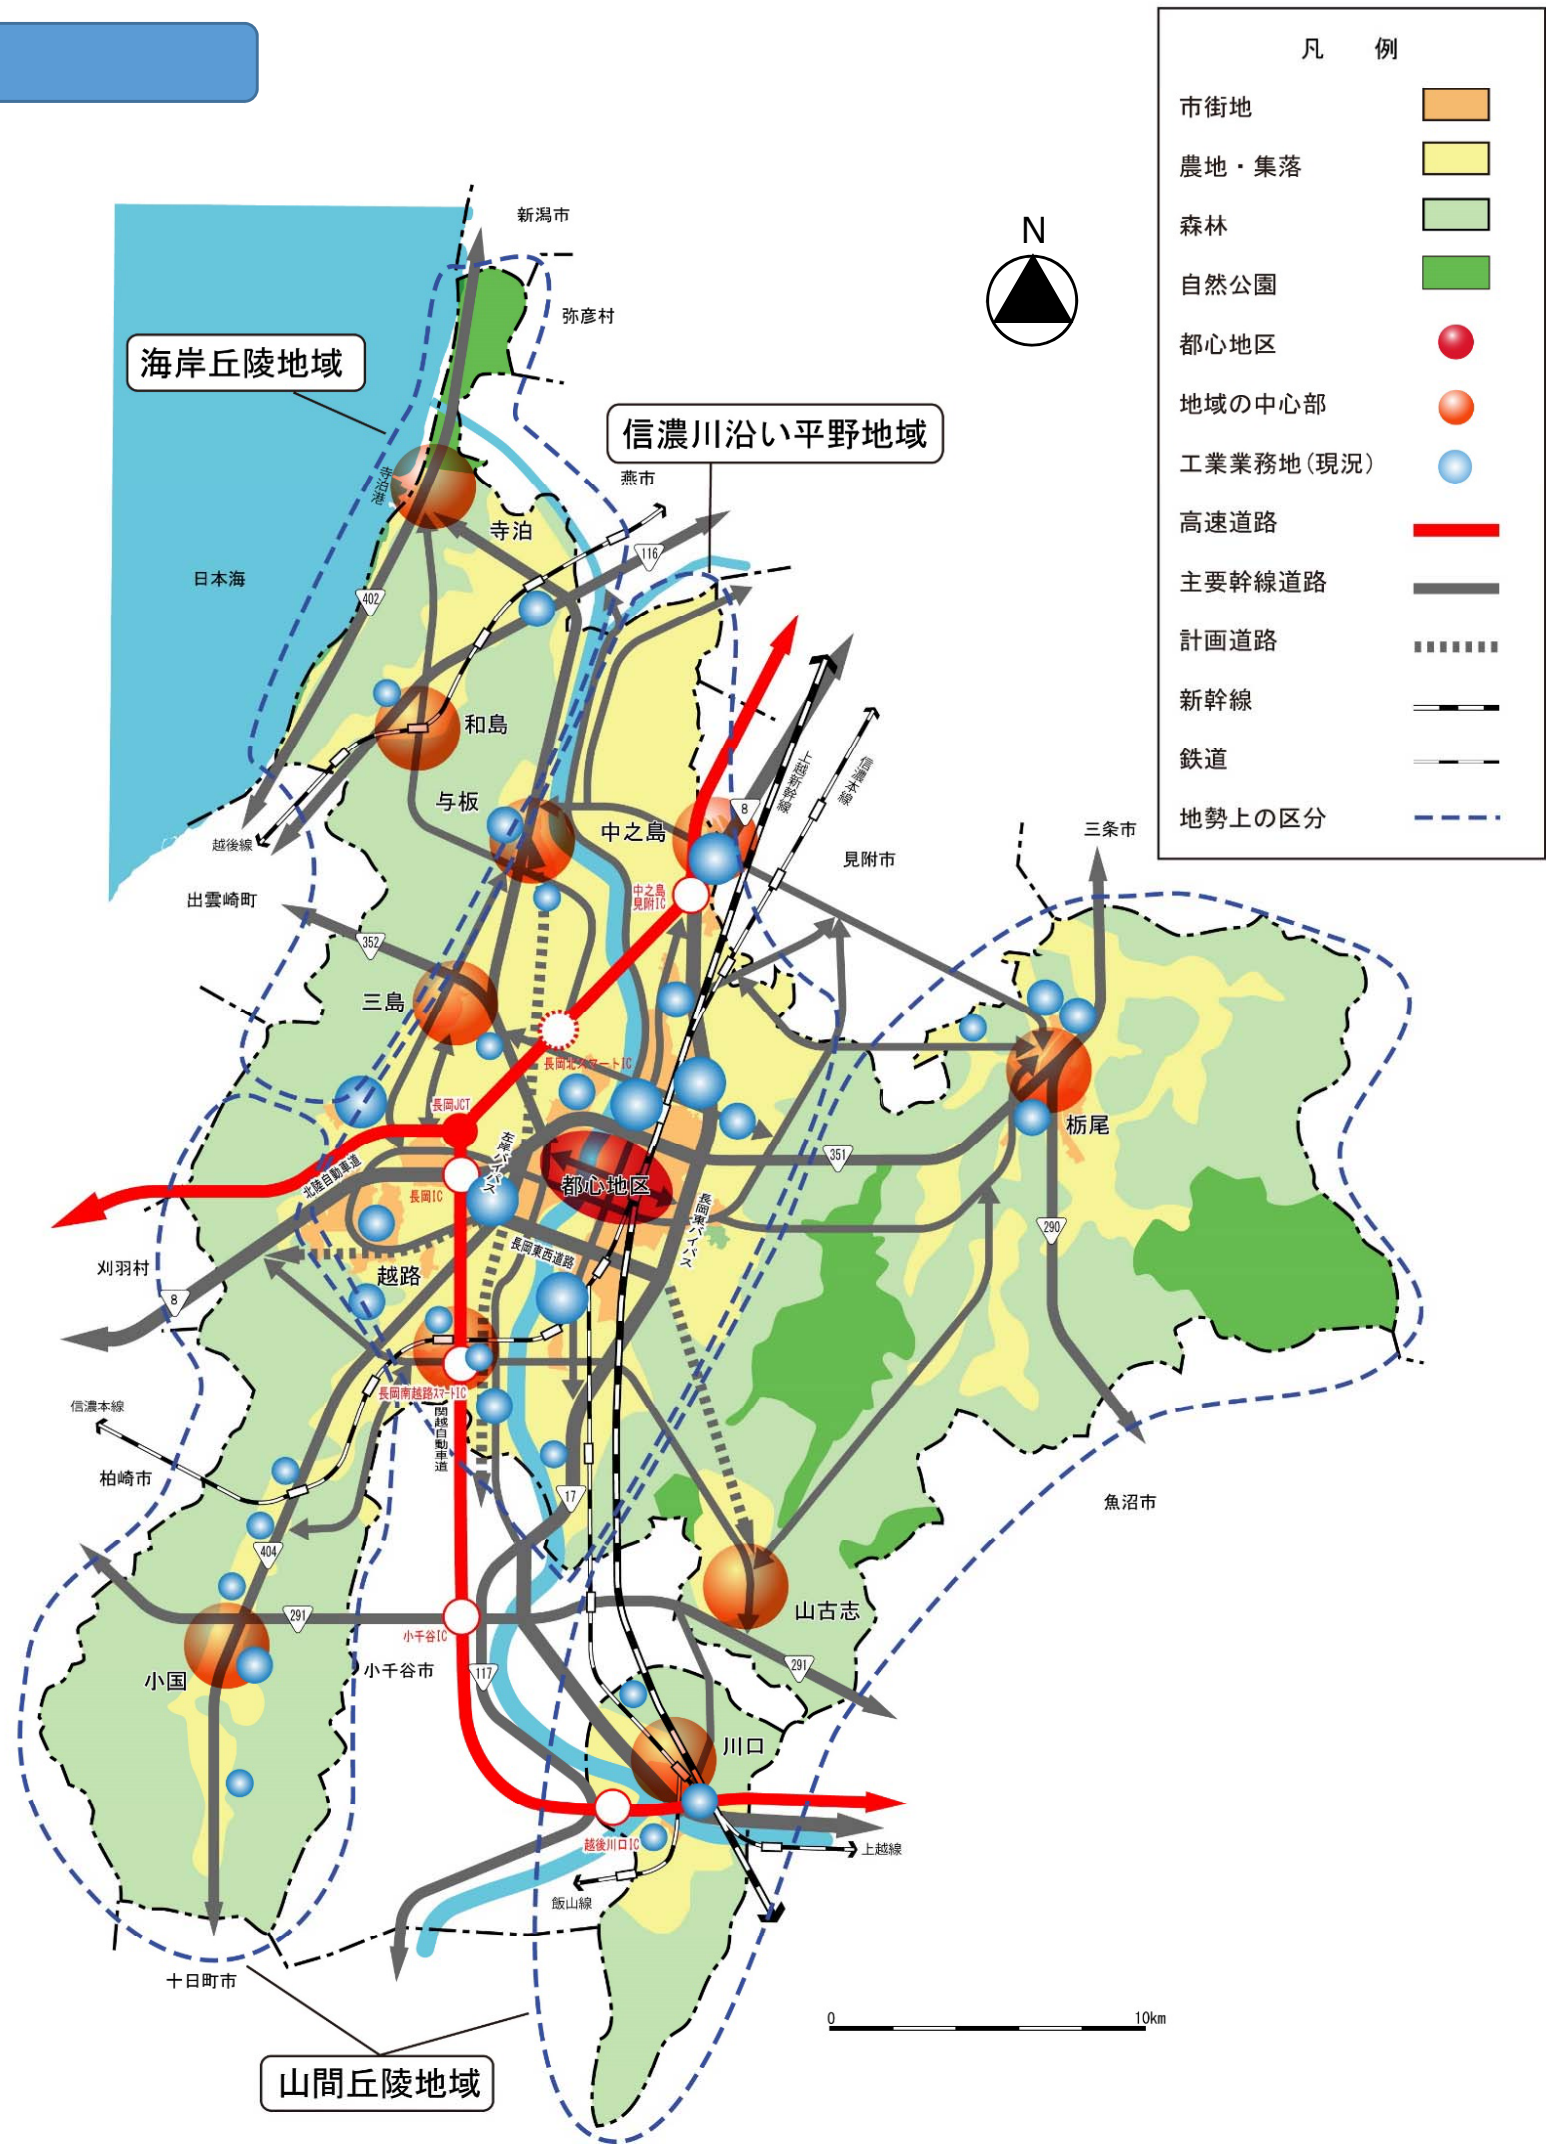 凡 例
市街地
農地・集落
森林
自然公園
都心地区
地域の中心部
工業業務地(現況)
高速道路
主要幹線道路
計画道路
新幹線
鉄道
地勢上の区分
N
新潟市
弥彦村
海岸丘陵地域
信濃川沿い平野地域
燕市
寺泊港
寺泊
116
日本海
402
和島
上越新幹線
信濃本線
与板
中之島
8
三条市
越後線
見附市
出雲崎町
中之島
見附IC
352
三島
長岡北スマートIC
長岡JCT
栃尾
左岸バイパス
351
北陸自動車道
都心地区
長岡IC
長岡東バイパス
290
長岡東西道路
刈羽村
越路
8
長岡南越路スマートIC
信濃本線
関越自動車道
柏崎市
17
魚沼市
404
山古志
291
小千谷IC
291
小千谷市
117
小国
川口
越後川口IC
上越線
飯山線
十日町市
0
10km
山間丘陵地域